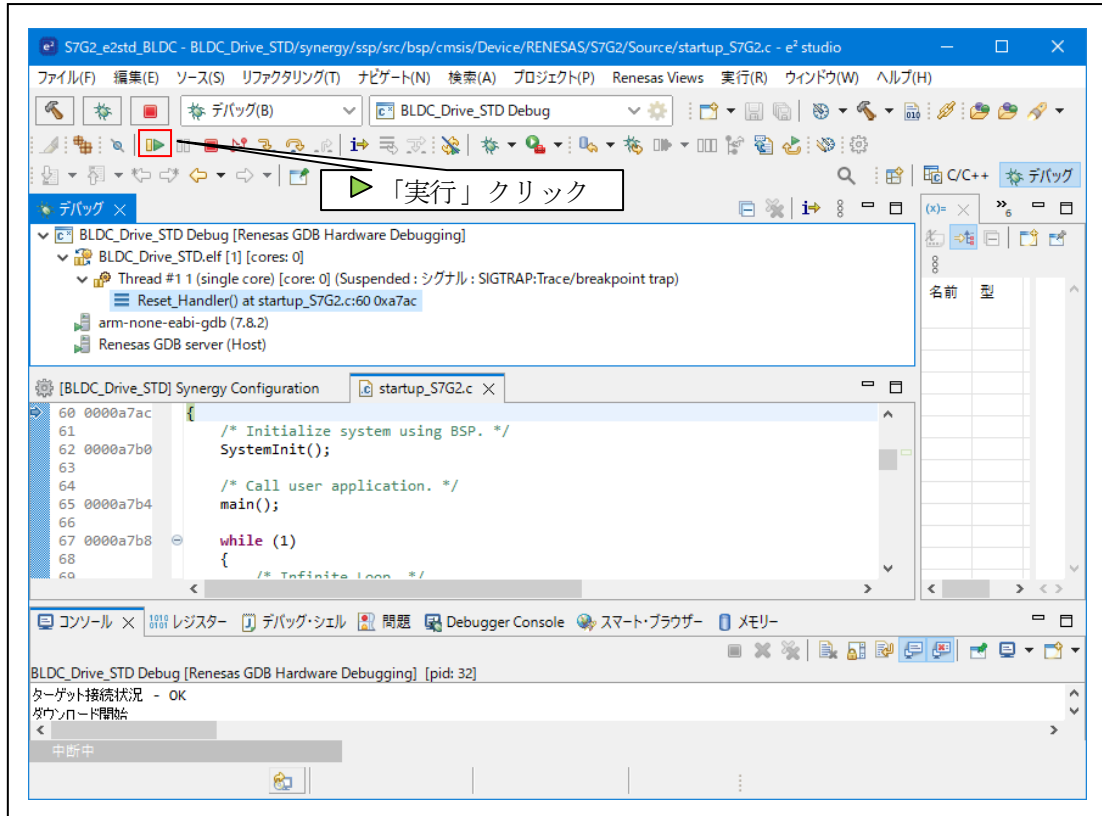 S7G2_e2std_BLDC - BLDC_Drive_STD/synergy/ssp/src/bsp/cmsis/Device/RENESAS/S7G2/Source/startup_S7G2.c - e² studio
ファイル(F) 編集(E) ソース(S) リファクタリング(T) ナビゲート(N) 検索(A) プロジェクト(P) Renesas Views 実行(R) ウィンドウ(W) ヘルプ(H)
デバッグ(B) BLDC_Drive_STD Debug
「実行」クリック
C/C++ デバッグ
デバッグ
(x)= »6
BLDC_Drive_STD Debug [Renesas GDB Hardware Debugging]
BLDC_Drive_STD.elf [1] [cores: 0]
Thread #1 1 (single core) [core: 0] (Suspended : シグナル : SIGTRAP:Trace/breakpoint trap)
Reset_Handler() at startup_S7G2.c:60 0xa7ac
arm-none-eabi-gdb (7.8.2)
Renesas GDB server (Host)
名前 型
[BLDC_Drive_STD] Synergy Configuration startup_S7G2.c
60 0000a7ac {
61 /* Initialize system using BSP. */
62 0000a7b0 SystemInit();
63
64 /* Call user application. */
65 0000a7b4 main();
66
67 0000a7b8 while (1)
68 {
69 /* Infinite Loop. */
コンソール レジスター デバッグ・シェル 問題 Debugger Console スマート・ブラウザー メモリー
BLDC_Drive_STD Debug [Renesas GDB Hardware Debugging] [pid: 32]
ターゲット接続状況 - OK
ダウンロード開始
中断中